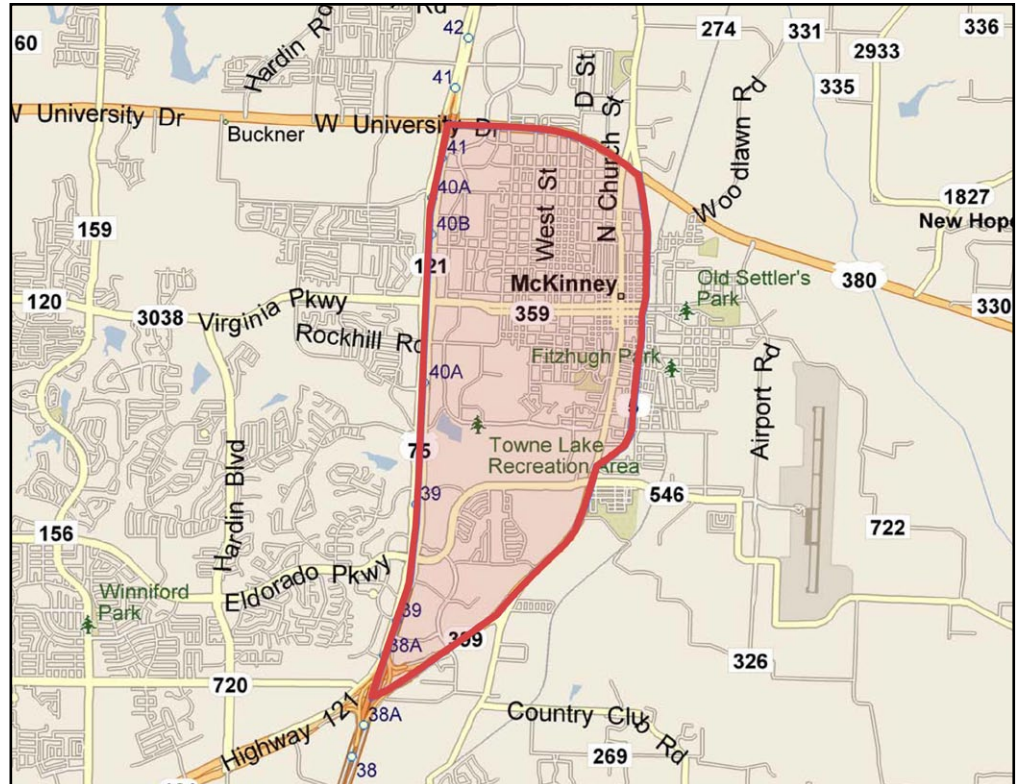 Rd
42
274
331
336
60
Hardin Rd
2933
41
D St
335
W University Dr
W University Dr
Buckner
Woodlawn Rd
N Church St
41
40A
West St
1827
New Hope
159
40B
121
McKinney
Old Settler's
Park
380
120
3038
Virginia Pkwy
359
330
Rockhill Rd
Fitzhugh Park
40A
Airport Rd
5
75
Towne Lake
Recreation Area
39
546
Hardin Blvd
156
722
Eldorado Pkwy
Winniford
Park
39
38A
399
326
720
Highway 121
38A
Country Club Rd
38
269